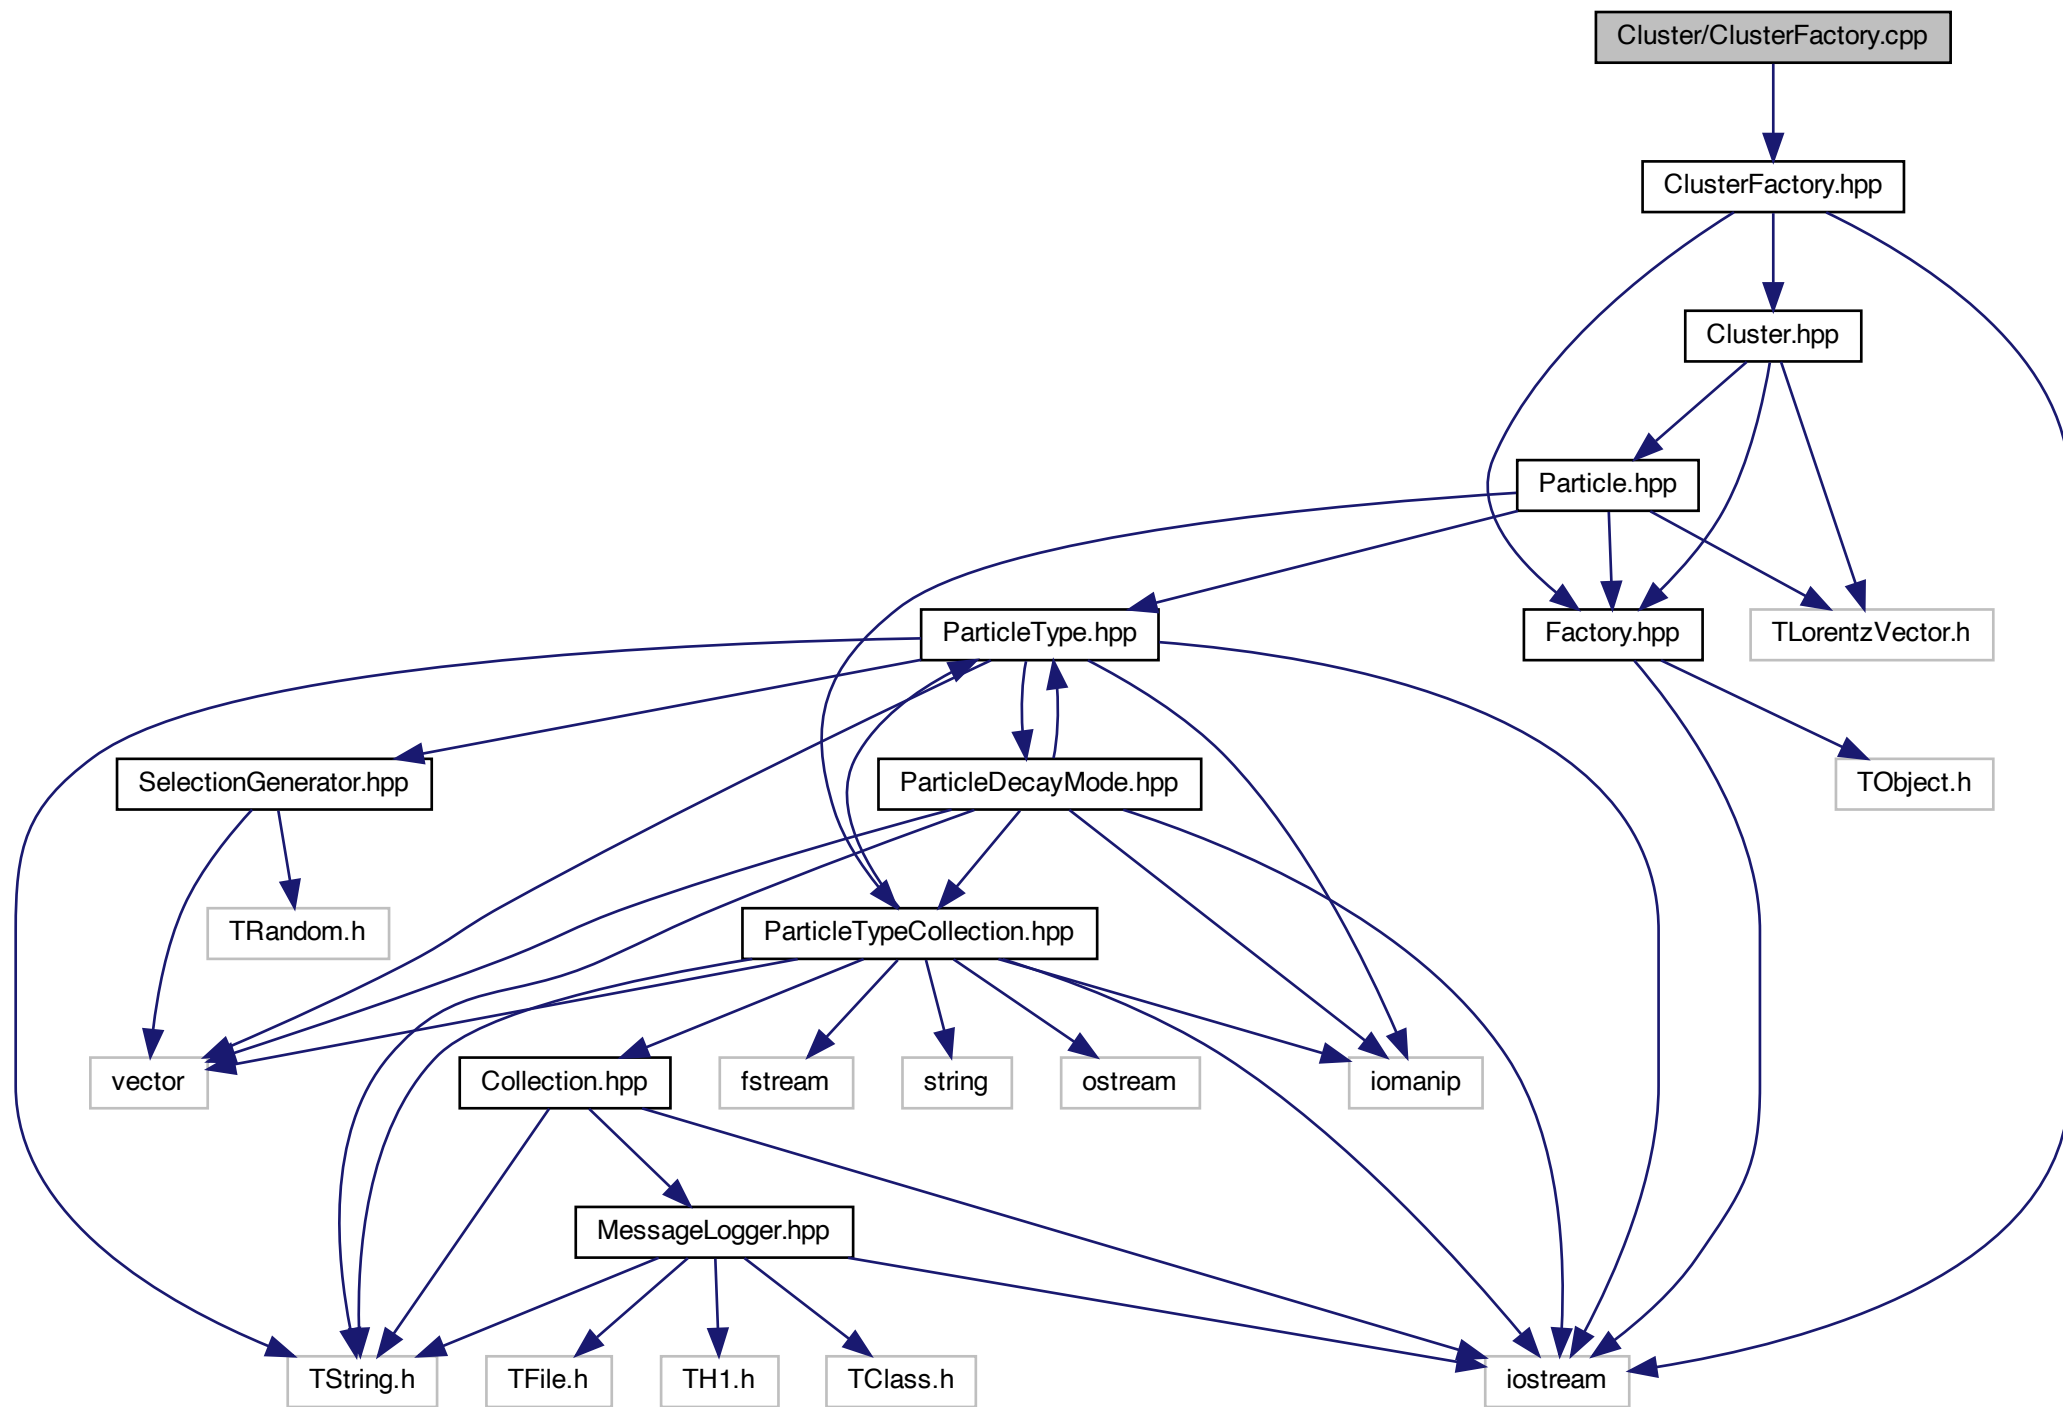 Cluster/ClusterFactory.cpp
ClusterFactory.hpp
Cluster.hpp
Particle.hpp
ParticleType.hpp
Factory.hpp
TLorentzVector.h
SelectionGenerator.hpp
ParticleDecayMode.hpp
TObject.h
TRandom.h
ParticleTypeCollection.hpp
vector
Collection.hpp
fstream
string
ostream
iomanip
MessageLogger.hpp
TString.h
TFile.h
TH1.h
TClass.h
iostream